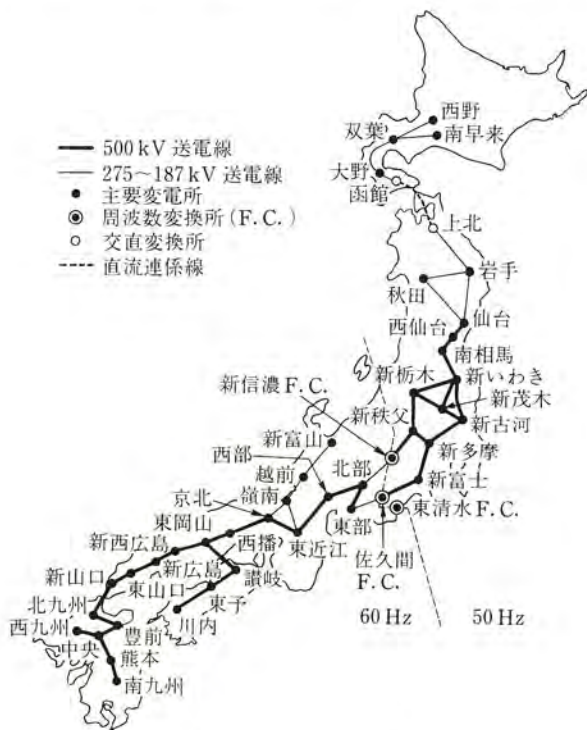 500 kV 送電線
275～187 kV 送電線
主要変電所
周波数変換所 (F. C.)
交直変換所
直流連係線
西野
双葉
南早来
大野
函館
上北
岩手
秋田
仙台
西仙台
南相馬
新栃木
新いわき
新信濃 F. C.
新茂木
新秩父
新古河
新富山
新多摩
西部
北部
越前
新富士
嶺南
京北
東清水 F. C.
東部
東岡山
東近江
佐久間
F. C.
新西広島
西播
新広島
讃岐
新山口
東山口
東予
北九州
川内
60 Hz
50 Hz
西九州
豊前
中央
熊本
南九州